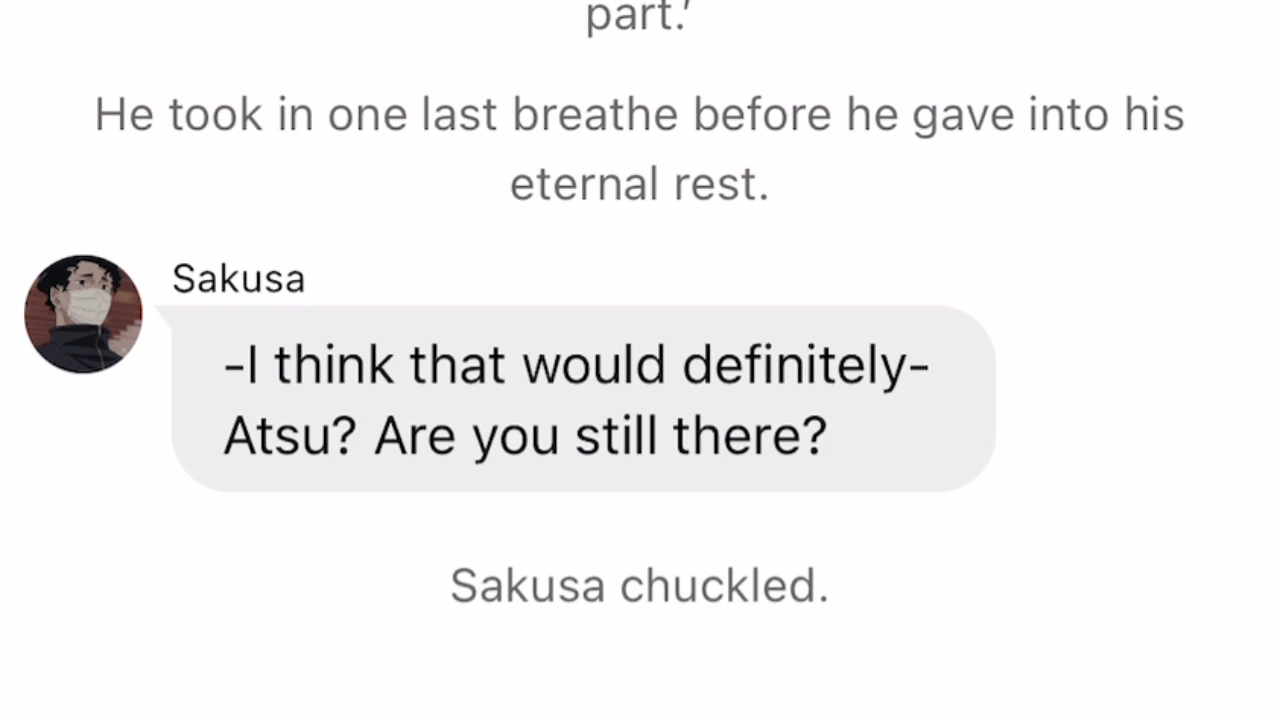 part.'
He took in one last breathe before he gave into his
eternal rest.
Sakusa
-I think that would definitely-
Atsu? Are you still there?
Sakusa chuckled.